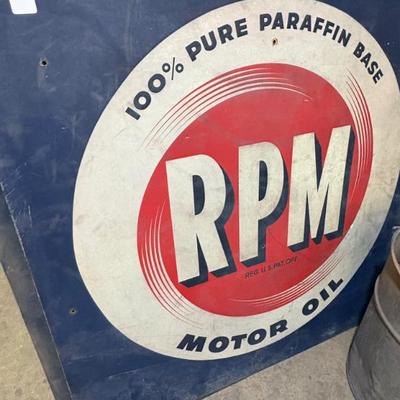 100% PURE PARAFFIN BASE
RPM
REG. U.S. PAT. OFF.
MOTOR OIL